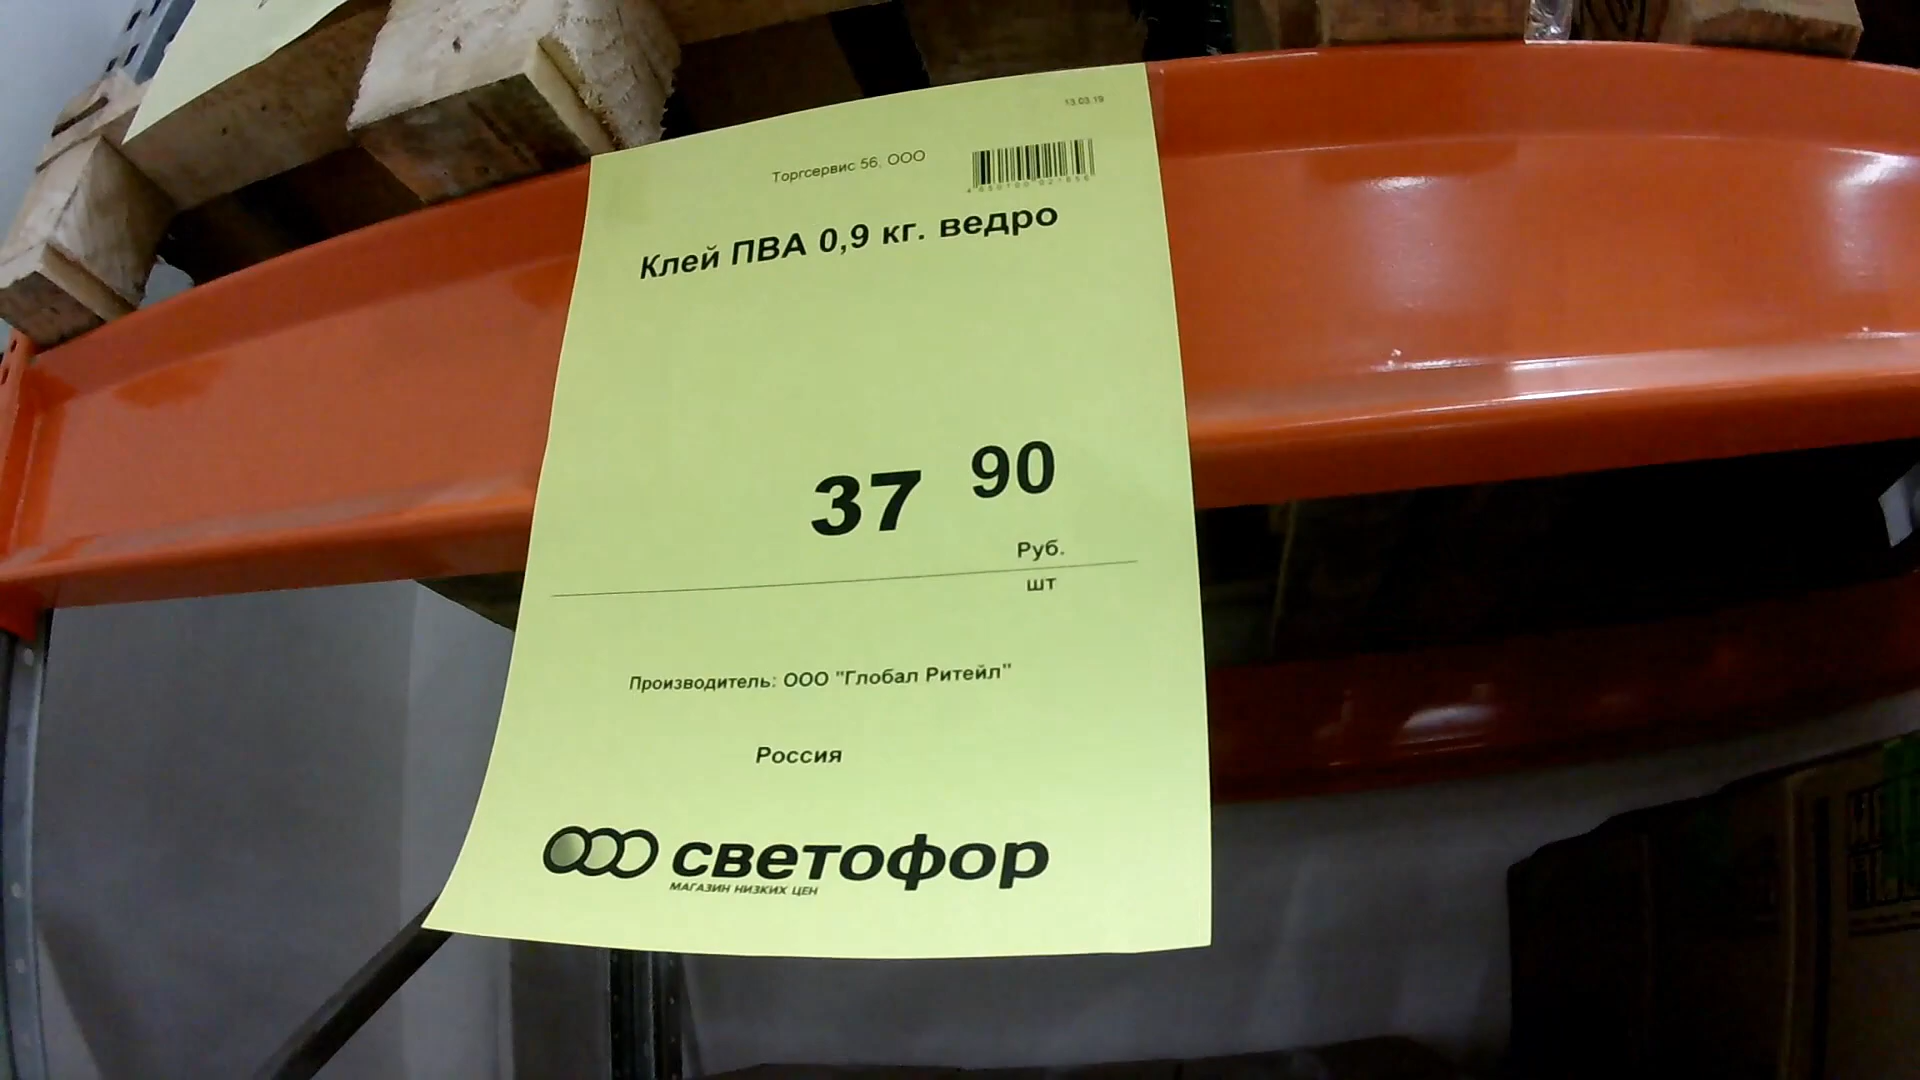 13.03.19
Торгсервис 56, ООО
Клей ПВА 0,9 кг. ведро
37 90
Руб.
шт
Производитель: ООО "Глобал Ритейл"
Россия
светофор
МАГАЗИН НИЗКИХ ЦЕН